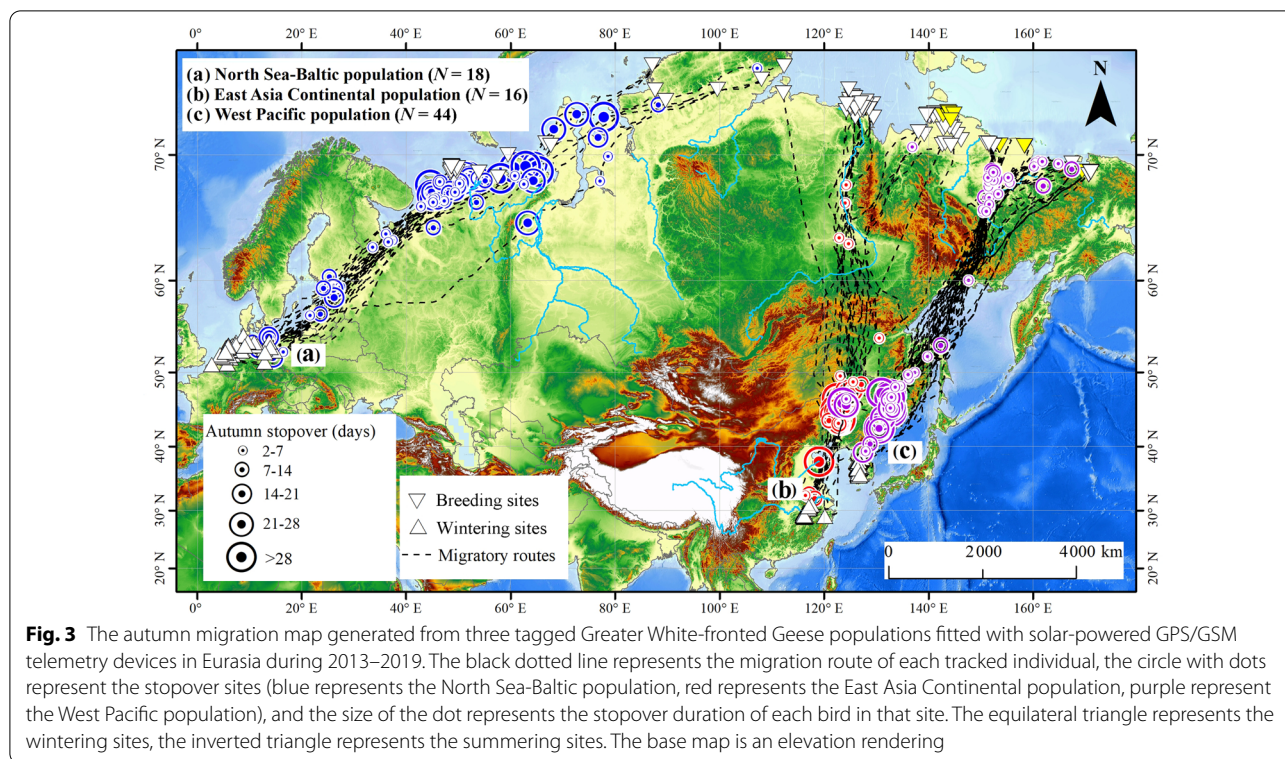 0° 20° E 40° E 60° E 80° E 100° E 120° E 140° E 160° E
(a) North Sea-Baltic population (N = 18)
(b) East Asia Continental population (N = 16)
(c) West Pacific population (N = 44)
N
70° N 70° N
60° N 60° N
50° N 50° N
40° N 40° N
30° N 30° N
20° N 20° N
(a)
(b)
(c)
Autumn stopover (days)
2-7
7-14
14-21
21-28
>28
Breeding sites
Wintering sites
Migratory routes
0 2 000 4 000 km
0° 20° E 40° E 60° E 80° E 100° E 120° E 140° E 160° E
Fig. 3 The autumn migration map generated from three tagged Greater White-fronted Geese populations fitted with solar-powered GPS/GSM
telemetry devices in Eurasia during 2013–2019. The black dotted line represents the migration route of each tracked individual, the circle with dots
represent the stopover sites (blue represents the North Sea-Baltic population, red represents the East Asia Continental population, purple represent
the West Pacific population), and the size of the dot represents the stopover duration of each bird in that site. The equilateral triangle represents the
wintering sites, the inverted triangle represents the summering sites. The base map is an elevation rendering